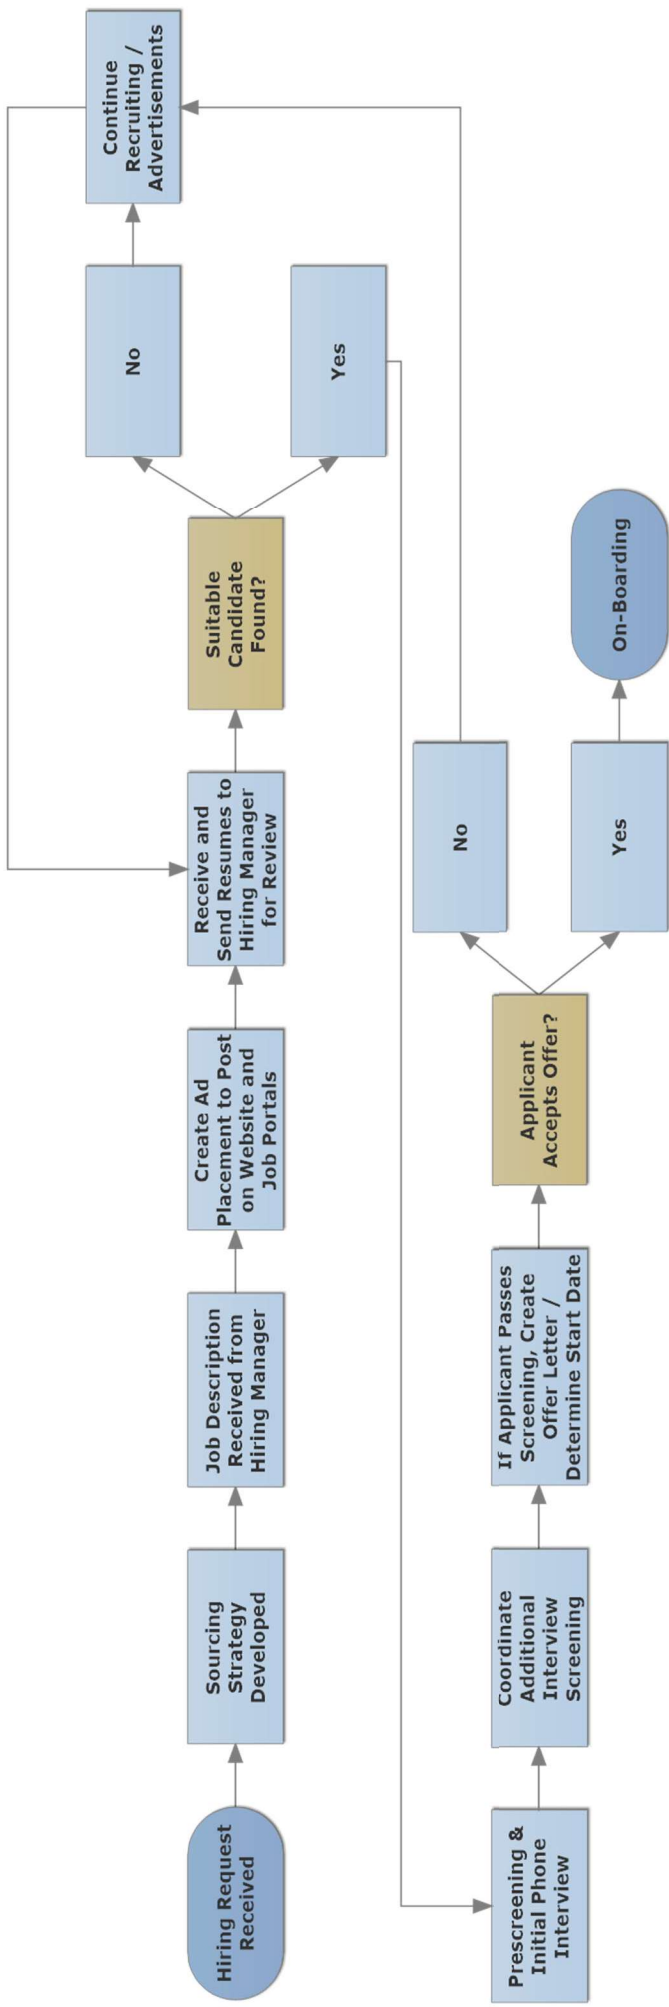 Hiring Request
Received
Sourcing
Strategy
Developed
Job Description
Received from
Hiring Manager
Create Ad
Placement to Post
on Website and
Job Portals
Receive and
Send Resumes to
Hiring Manager
for Review
Suitable
Candidate
Found?
No
Continue
Recruiting /
Advertisements
Yes
Prescreening &
Initial Phone
Interview
Coordinate
Additional
Interview
Screening
If Applicant Passes
Screening, Create
Offer Letter /
Determine Start Date
Applicant
Accepts Offer?
No
Yes
On-Boarding